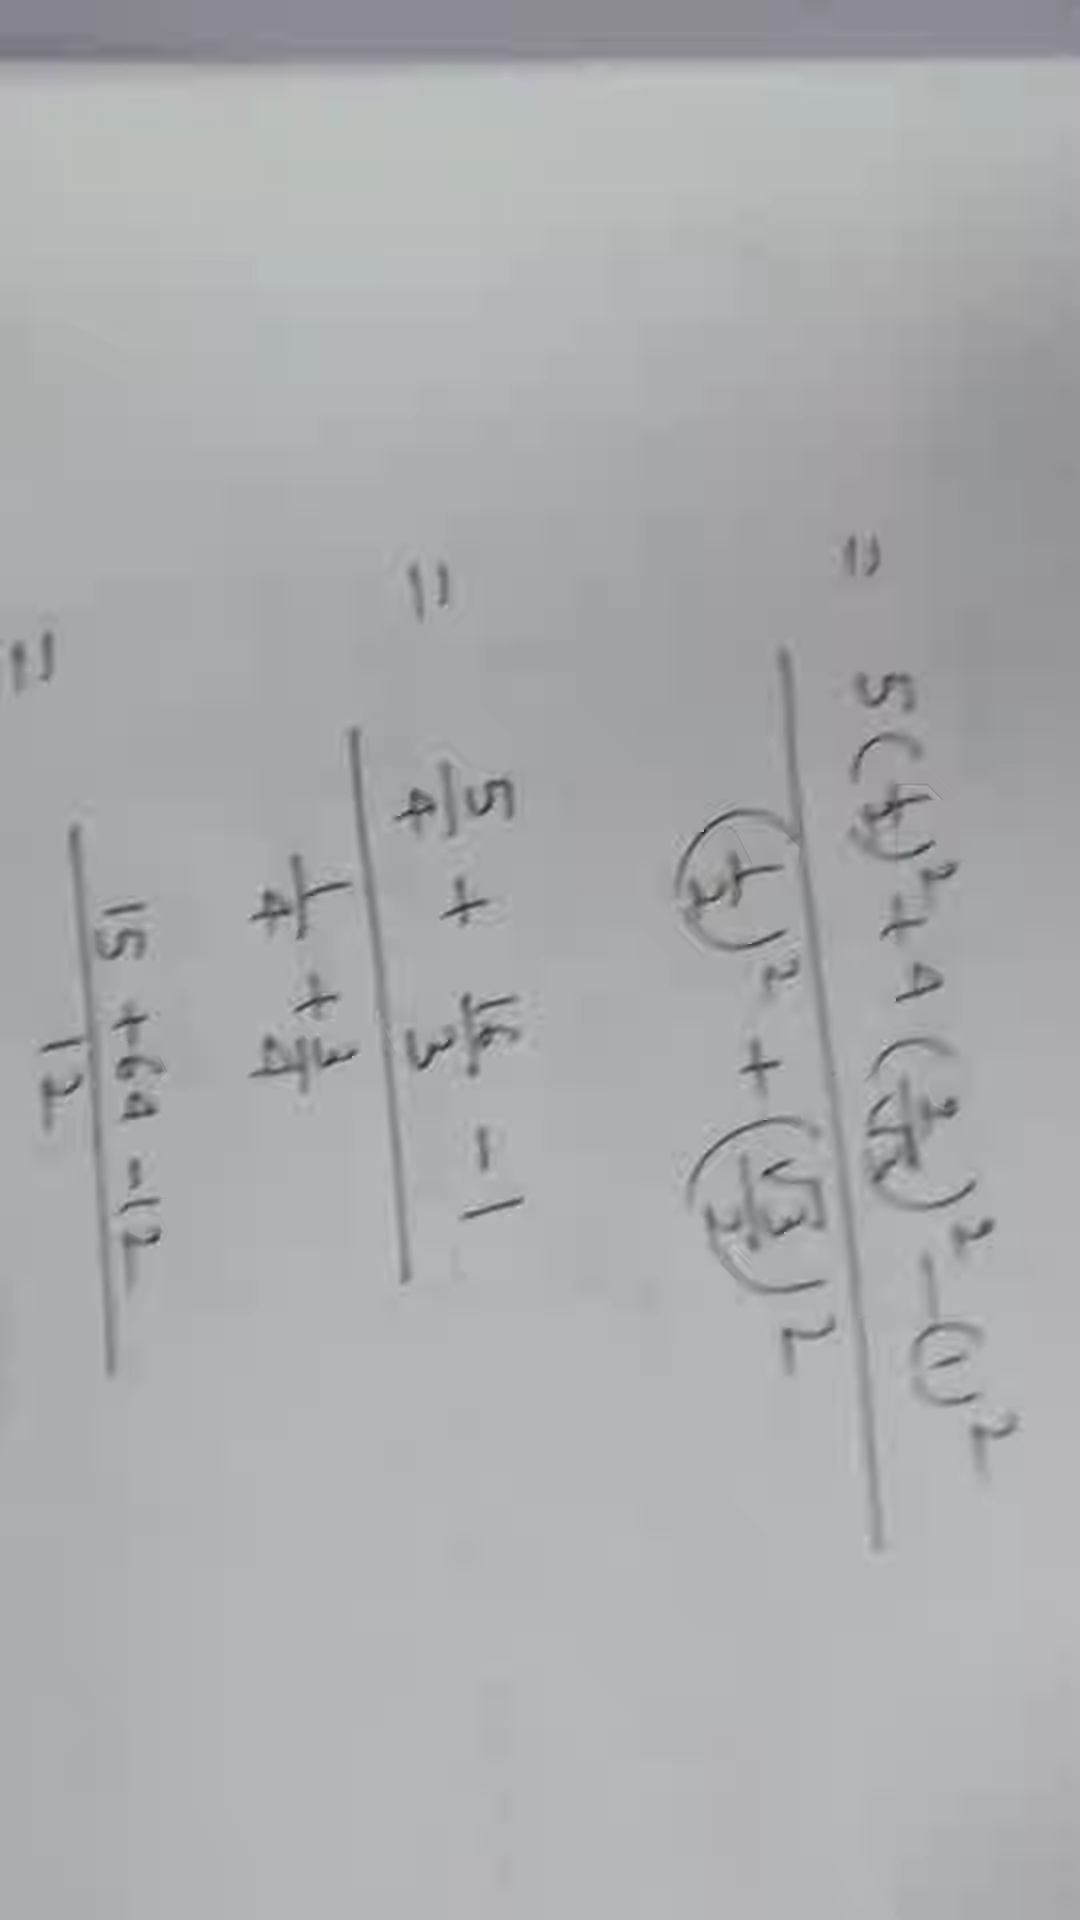 = 5(1/2)² + 4(2/√3)² - (1)²
(1/2)² + (√3/2)²
= 5/4 + 16/3 - 1
1/4 + 3/4
= 15 + 64 - 12
12